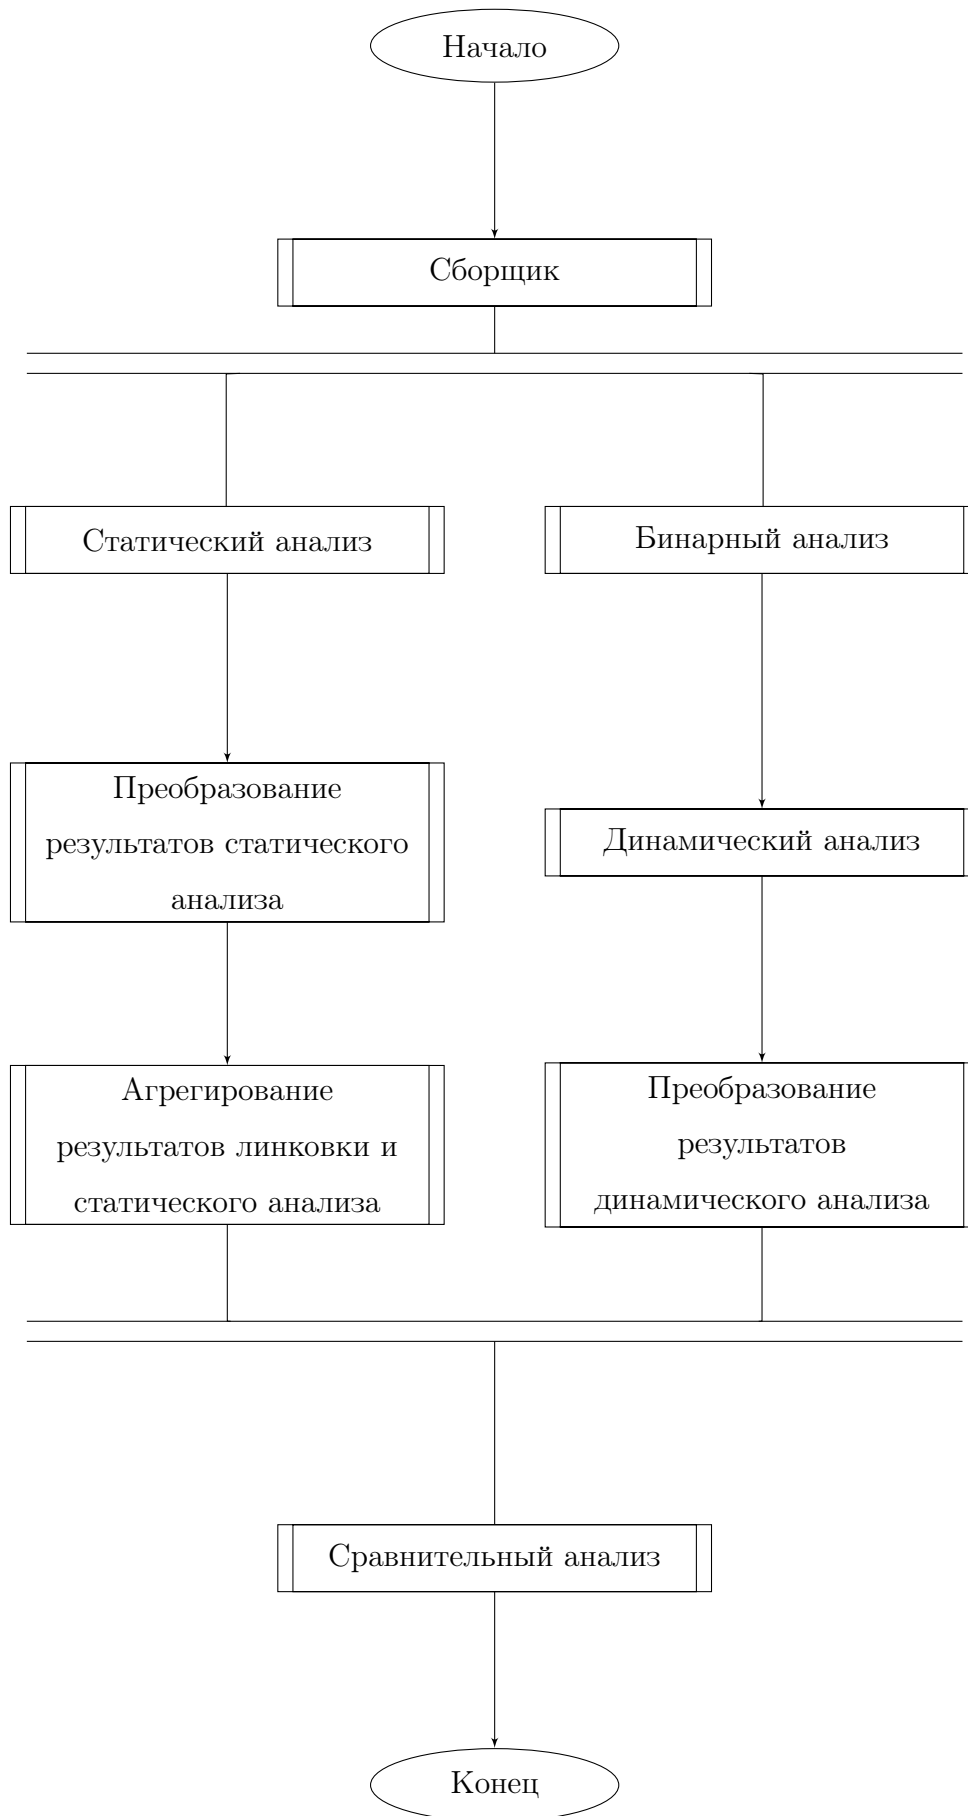 Начало
Сборщик
Статический анализ
Бинарный анализ
Преобразование
результатов статического
анализа
Динамический анализ
Агрегирование
результатов линковки и
статического анализа
Преобразование
результатов
динамического анализа
Сравнительный анализ
Конец